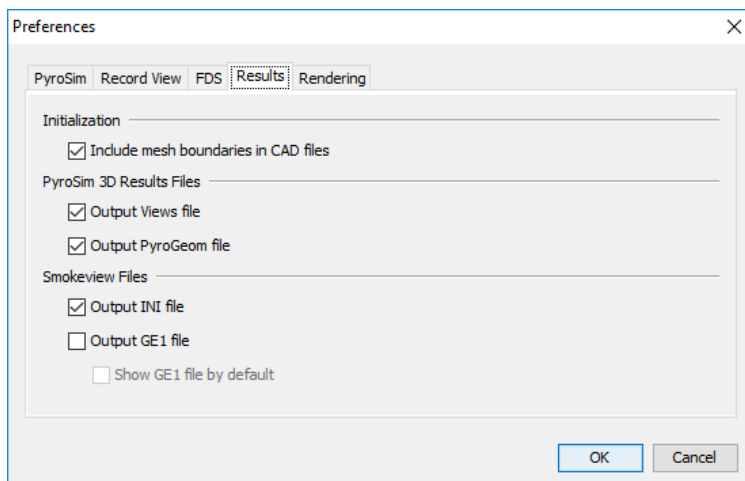 Preferences
PyroSim Record View FDS Results Rendering
Initialization
Include mesh boundaries in CAD files
PyroSim 3D Results Files
Output Views file
Output PyroGeom file
Smokeview Files
Output INI file
Output GE1 file
Show GE1 file by default
OK Cancel